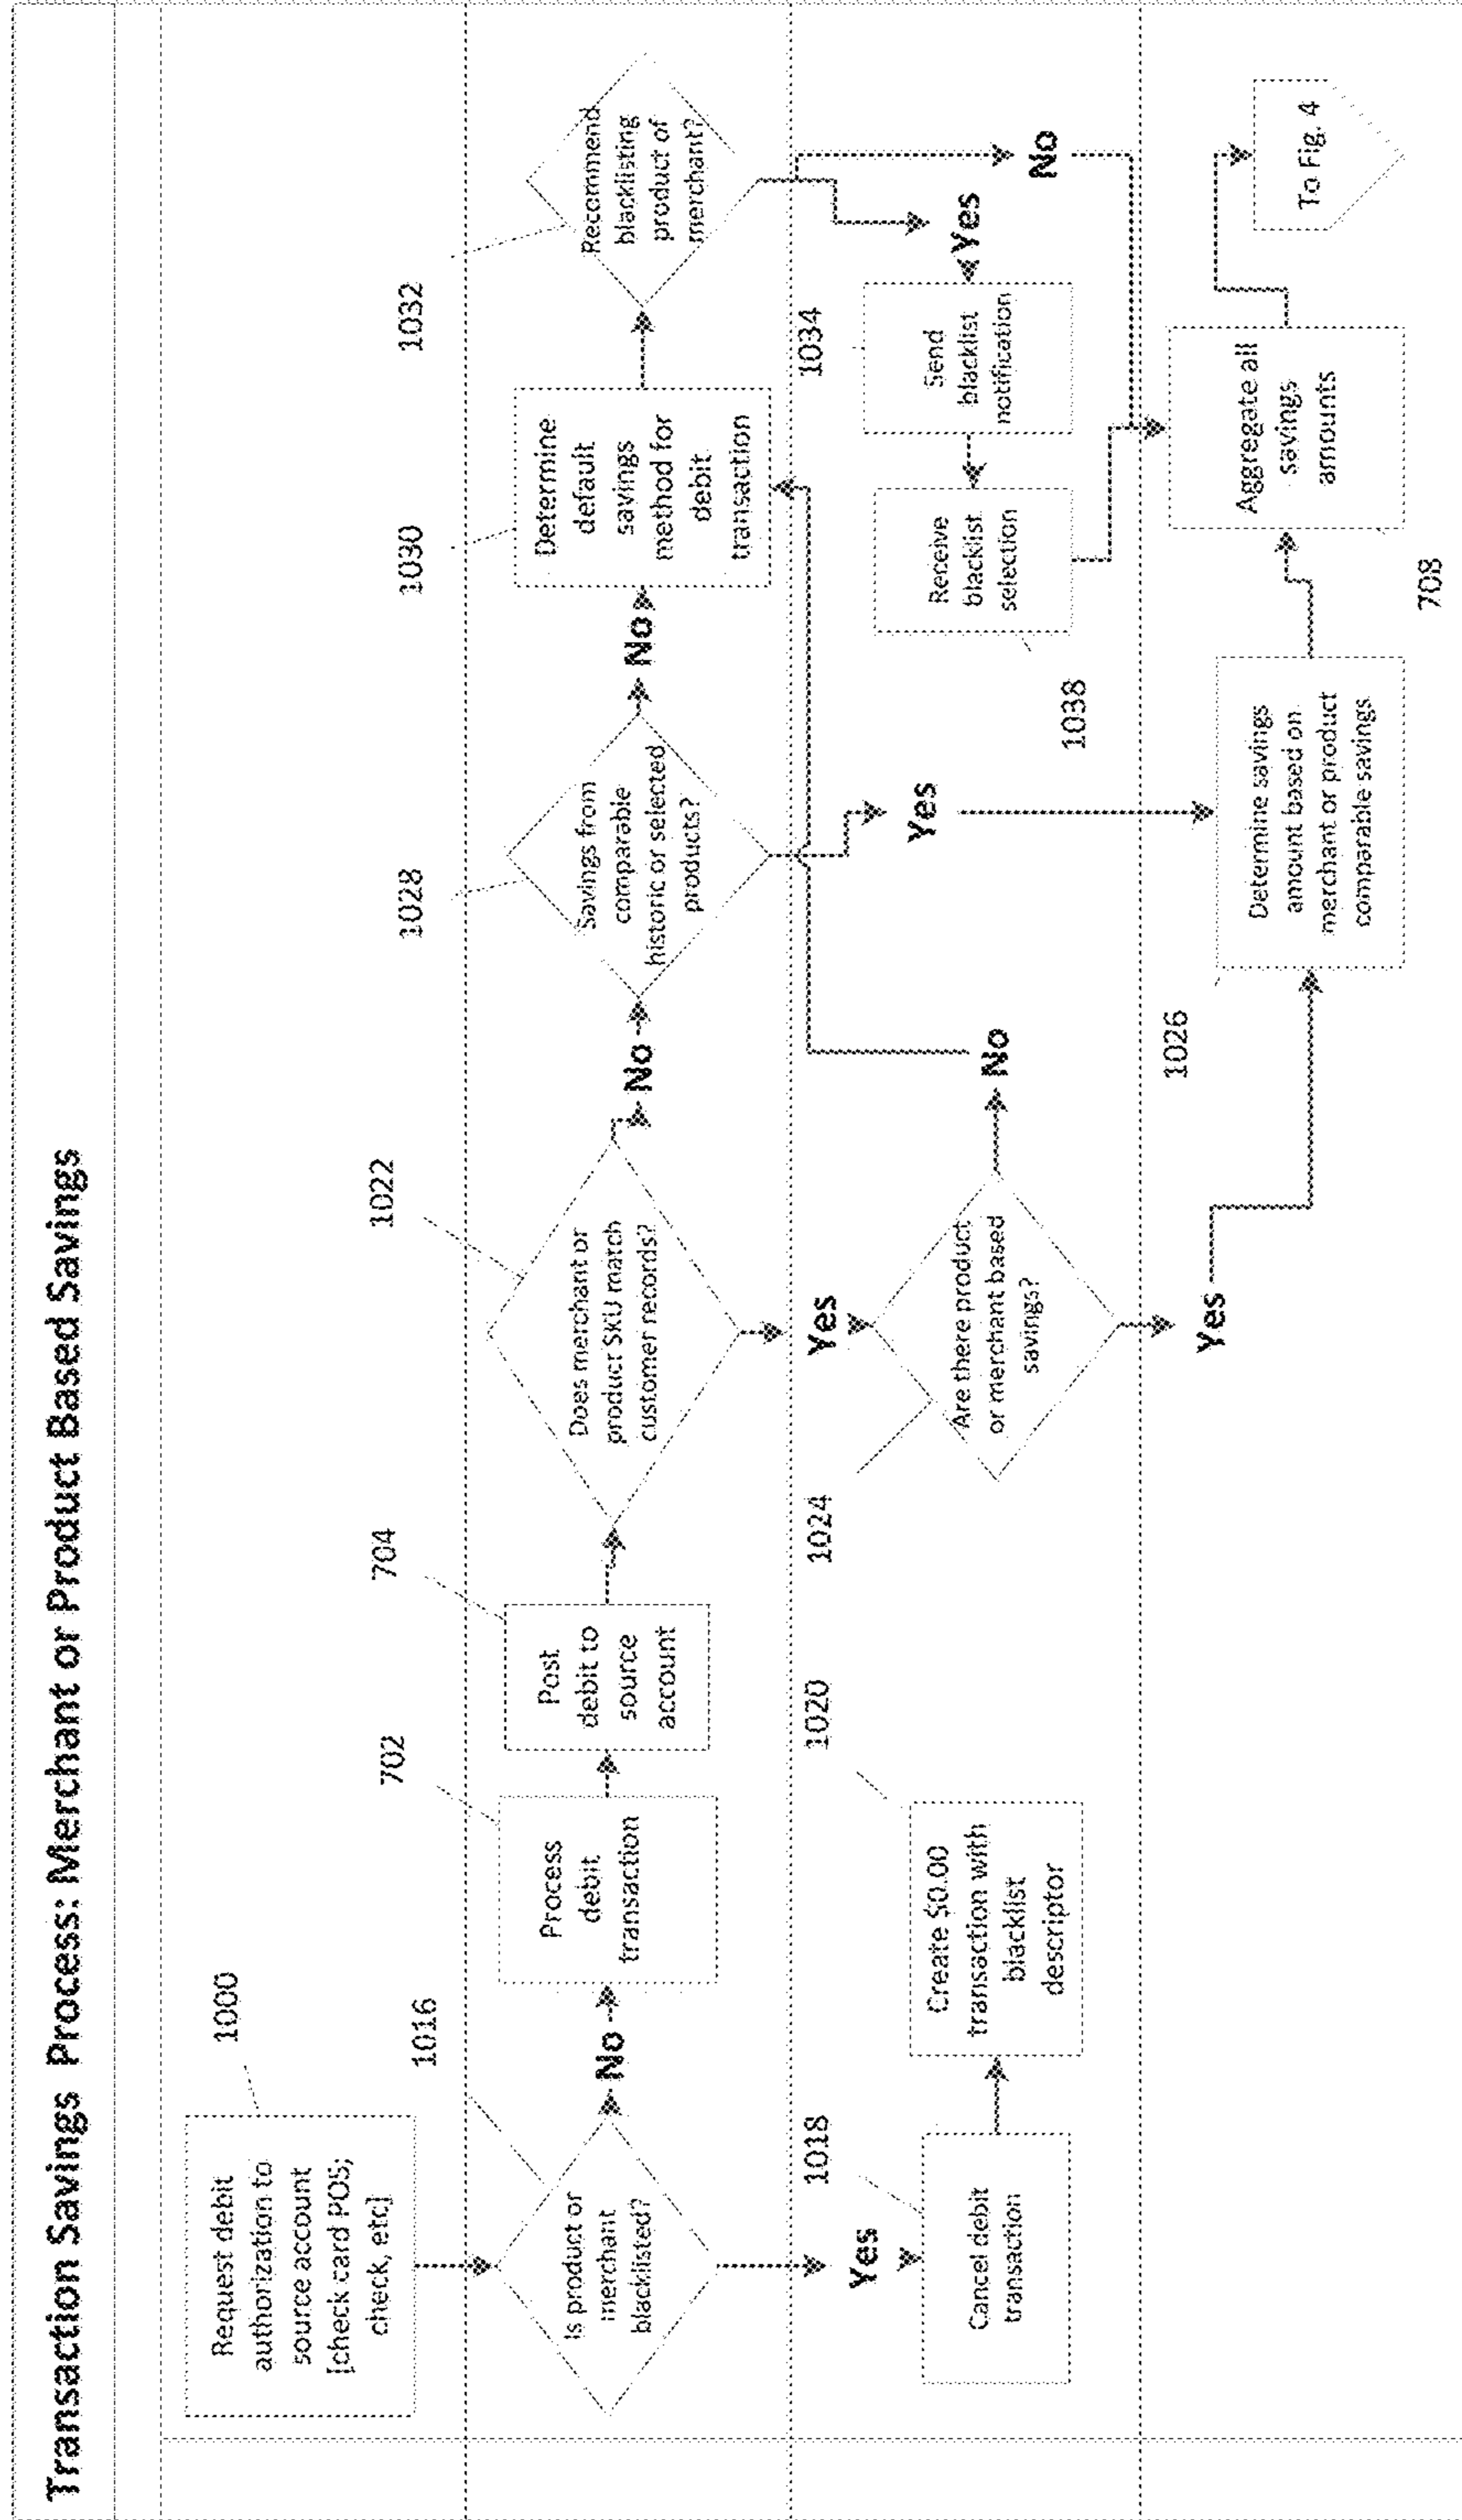 Transaction Savings Process: Merchant or Product Based Savings
1000
Request debit
authorization to
source account
[check card POS;
check, etc]
1016
Is product or
merchant
blacklisted?
No
702
Process
debit
transaction
704
Post
debit to
source
account
1022
Does merchant or
product SKU match
customer records?
No
1028
Savings from
comparable
historic or selected
products?
No
1030
Determine
default
savings
method for
debit
transaction
1032
Recommend
blacklisting
product of
merchant?
Yes
1018
Cancel debit
transaction
1020
Create $0.00
transaction with
blacklist
descriptor
Yes
1024
Are there product
or merchant based
savings?
No
Yes
1038
Receive
blacklist
selection
1034
Send
blacklist
notification
Yes
No
Yes
1026
Determine savings
amount based on
merchant or product
comparable savings
708
Aggregate all
savings
amounts
To Fig. 4